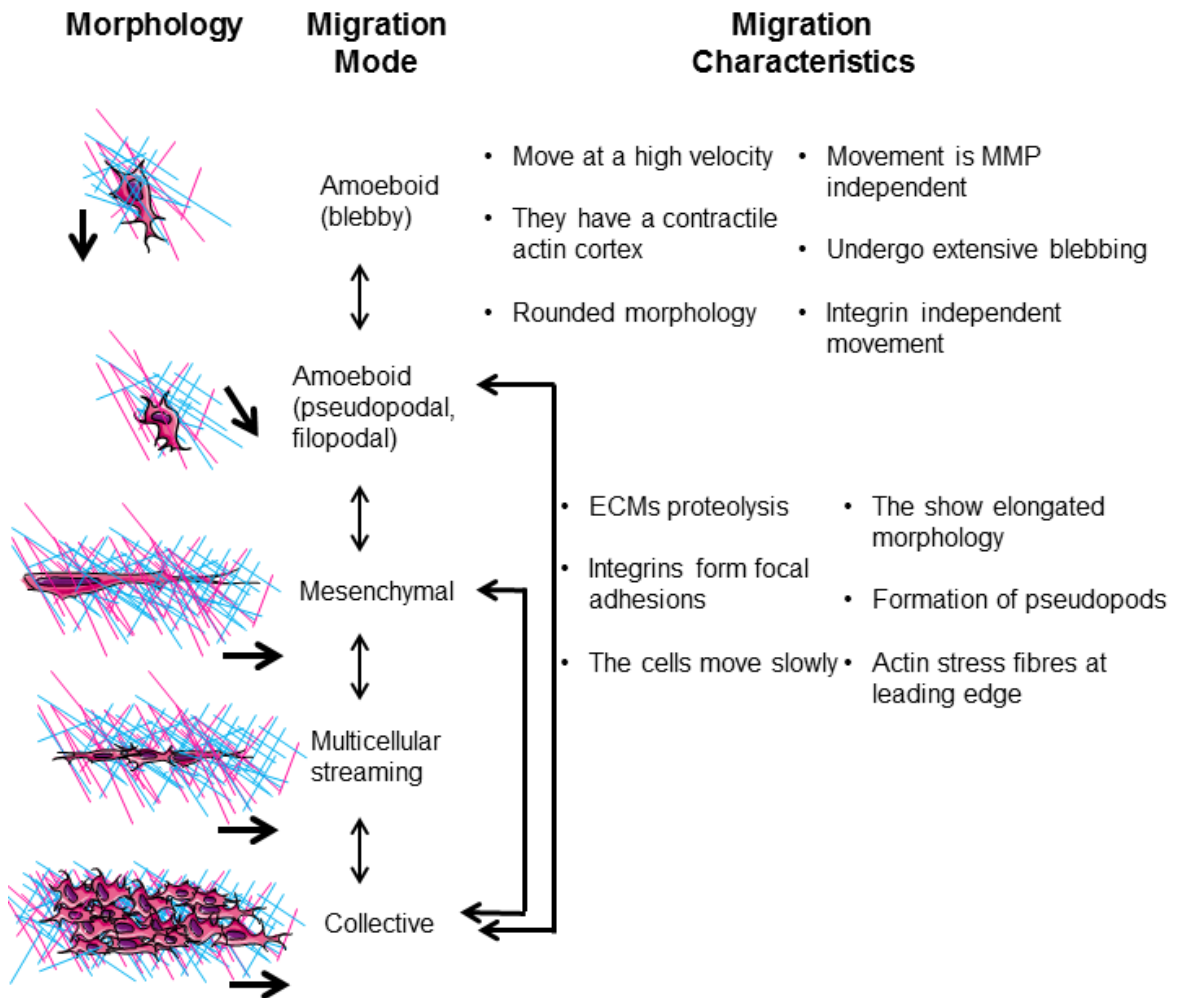 Morphology
Migration
Mode
Migration
Characteristics
Amoeboid
(blebby)
• Move at a high velocity
• They have a contractile
actin cortex
• Rounded morphology
• Movement is MMP
independent
• Undergo extensive blebbing
• Integrin independent
movement
Amoeboid
(pseudopodal,
filopodal)
Mesenchymal
• ECMs proteolysis
• Integrins form focal
adhesions
• The cells move slowly
• The show elongated
morphology
• Formation of pseudopods
• Actin stress fibres at
leading edge
Multicellular
streaming
Collective